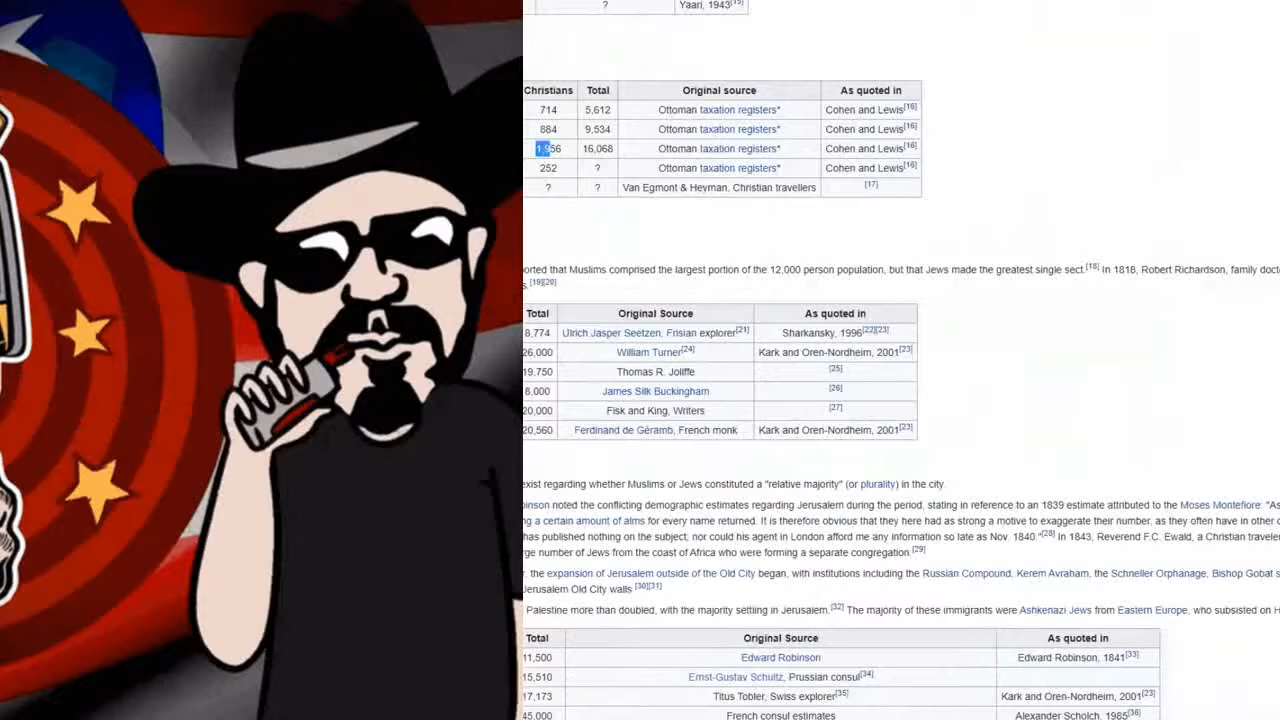 ? Yaari, 1943[15]
Christians Total Original source As quoted in
714 5,612 Ottoman taxation registers* Cohen and Lewis[16]
884 9,534 Ottoman taxation registers* Cohen and Lewis[16]
1,956 16,068 Ottoman taxation registers* Cohen and Lewis[16]
252 ? Ottoman taxation registers* Cohen and Lewis[16]
? ? Van Egmont & Heyman, Christian travellers [17]
orted that Muslims comprised the largest portion of the 12,000 person population, but that Jews made the greatest single sect.[18] In 1818, Robert Richardson, family doct
s.[19][20]
Total Original Source As quoted in
8,774 Ulrich Jasper Seetzen, Frisian explorer[21] Sharkansky, 1996[22][23]
26,000 William Turner[24] Kark and Oren-Nordheim, 2001[23]
19,750 Thomas R. Joliffe [25]
8,000 James Silk Buckingham [26]
20,000 Fisk and King, Writers [27]
20,560 Ferdinand de Géramb, French monk Kark and Oren-Nordheim, 2001[23]
exist regarding whether Muslims or Jews constituted a "relative majority" (or plurality) in the city.
binson noted the conflicting demographic estimates regarding Jerusalem during the period, stating in reference to an 1839 estimate attributed to the Moses Montefiore: "As
ng a certain amount of alms for every name returned. It is therefore obvious that they here had as strong a motive to exaggerate their number, as they often have in other c
has published nothing on the subject; nor could his agent in London afford me any information so late as Nov. 1840."[28] In 1843, Reverend F.C. Ewald, a Christian travele
rge number of Jews from the coast of Africa who were forming a separate congregation.[29]
r, the expansion of Jerusalem outside of the Old City began, with institutions including the Russian Compound, Kerem Avraham, the Schneller Orphanage, Bishop Gobat s
Jerusalem Old City walls.[30][31]
Palestine more than doubled, with the majority settling in Jerusalem.[32] The majority of these immigrants were Ashkenazi Jews from Eastern Europe, who subsisted on H
Total Original Source As quoted in
11,500 Edward Robinson Edward Robinson, 1841[33]
15,510 Ernst-Gustav Schultz, Prussian consul[34]
17,173 Titus Tobler, Swiss explorer[35] Kark and Oren-Nordheim, 2001[23]
45,000 French consul estimates Alexander Scholch, 1985[36]